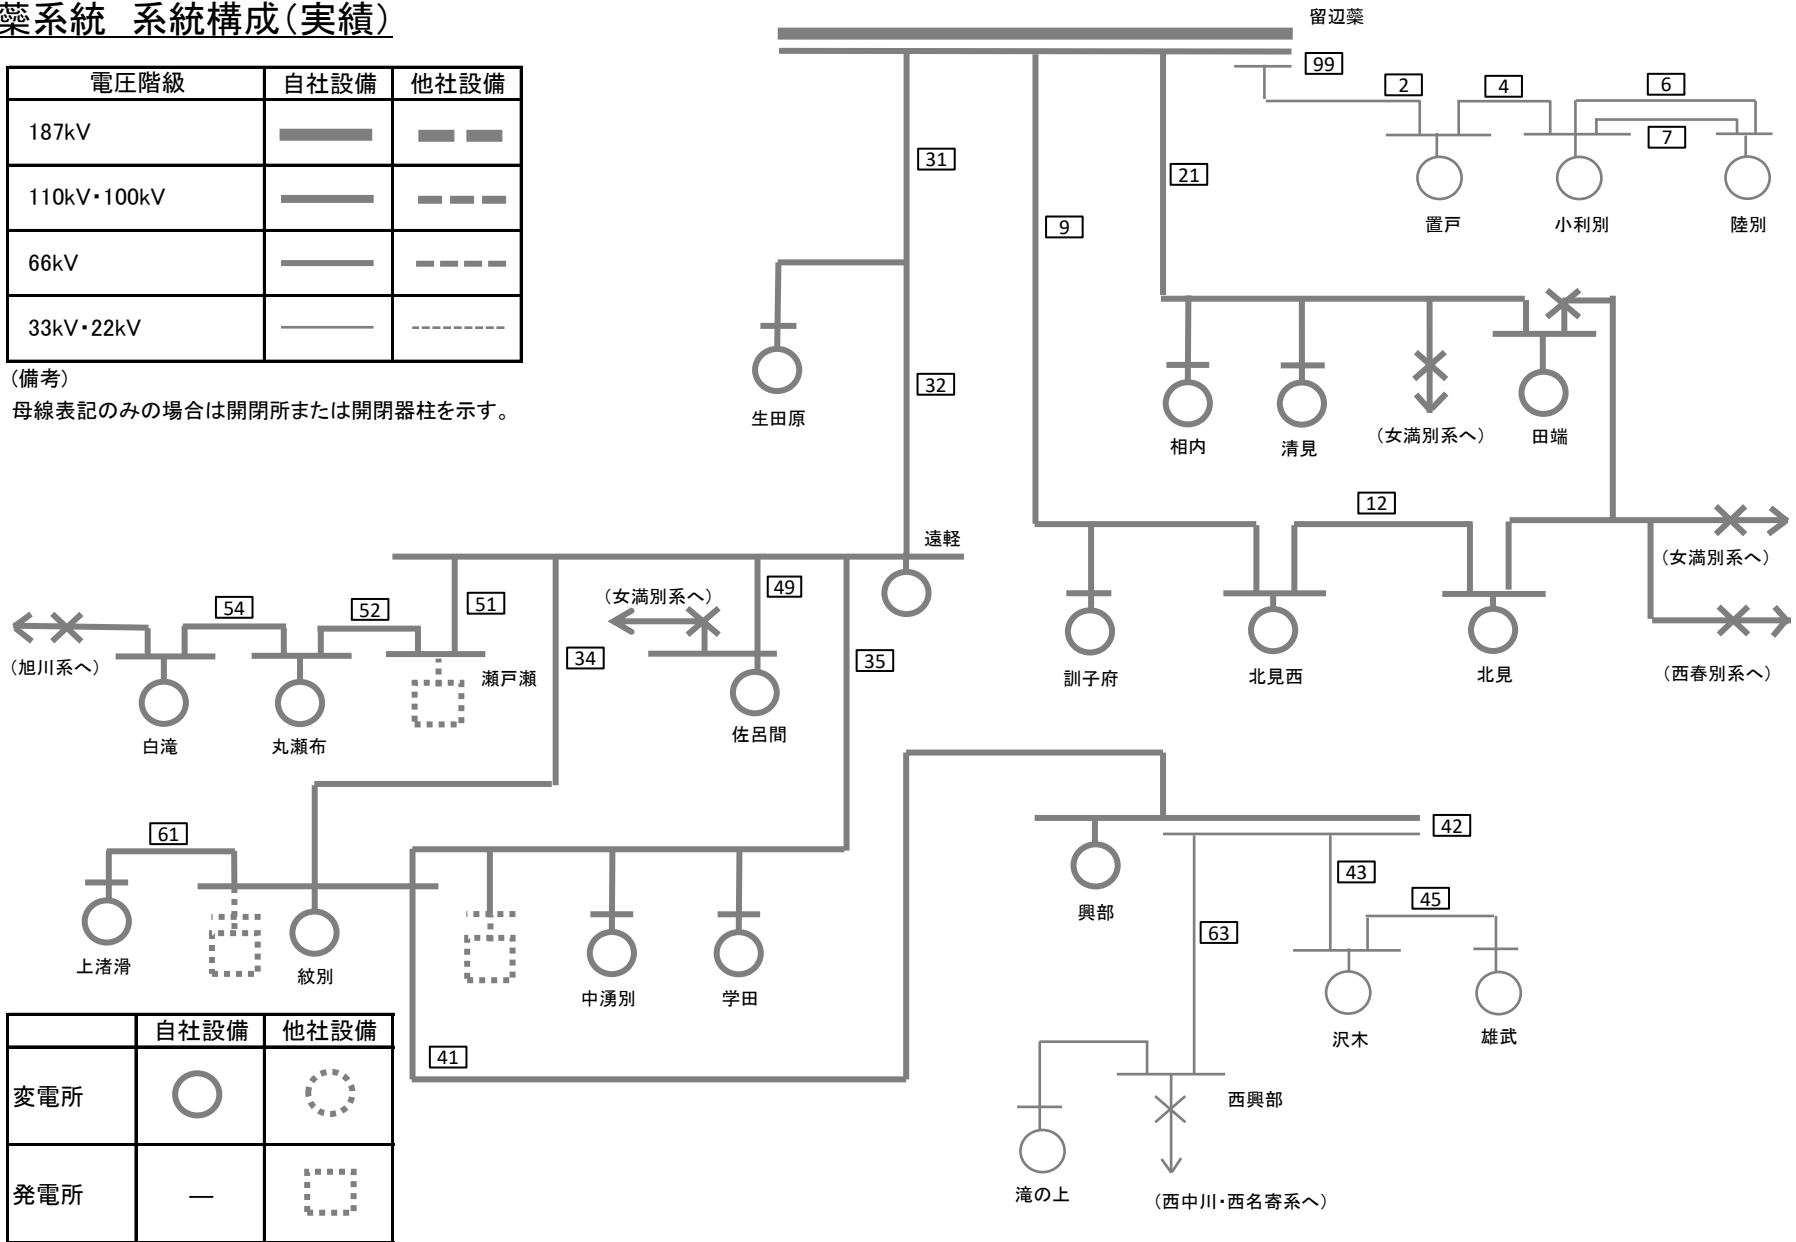 藥系統 系統構成(実績)
留辺蘂
電圧階級 自社設備 他社設備
187kV
110kV・100kV
66kV
33kV・22kV
(備考)
母線表記のみの場合は開閉所または開閉器柱を示す。
99
2
4
6
7
31
21
9
置戸
小利別
陸別
32
生田原
相内
清見
(女満別系へ)
田端
12
遠軽
(女満別系へ)
(西春別系へ)
訓子府
北見西
北見
54
52
51
(女満別系へ)
49
34
35
(旭川系へ)
瀬戸瀬
白滝
丸瀬布
佐呂間
61
42
43
45
63
興部
上渚滑
紋別
中湧別
学田
沢木
雄武
41
自社設備 他社設備
変電所
発電所 ―
西興部
滝の上
(西中川・西名寄系へ)